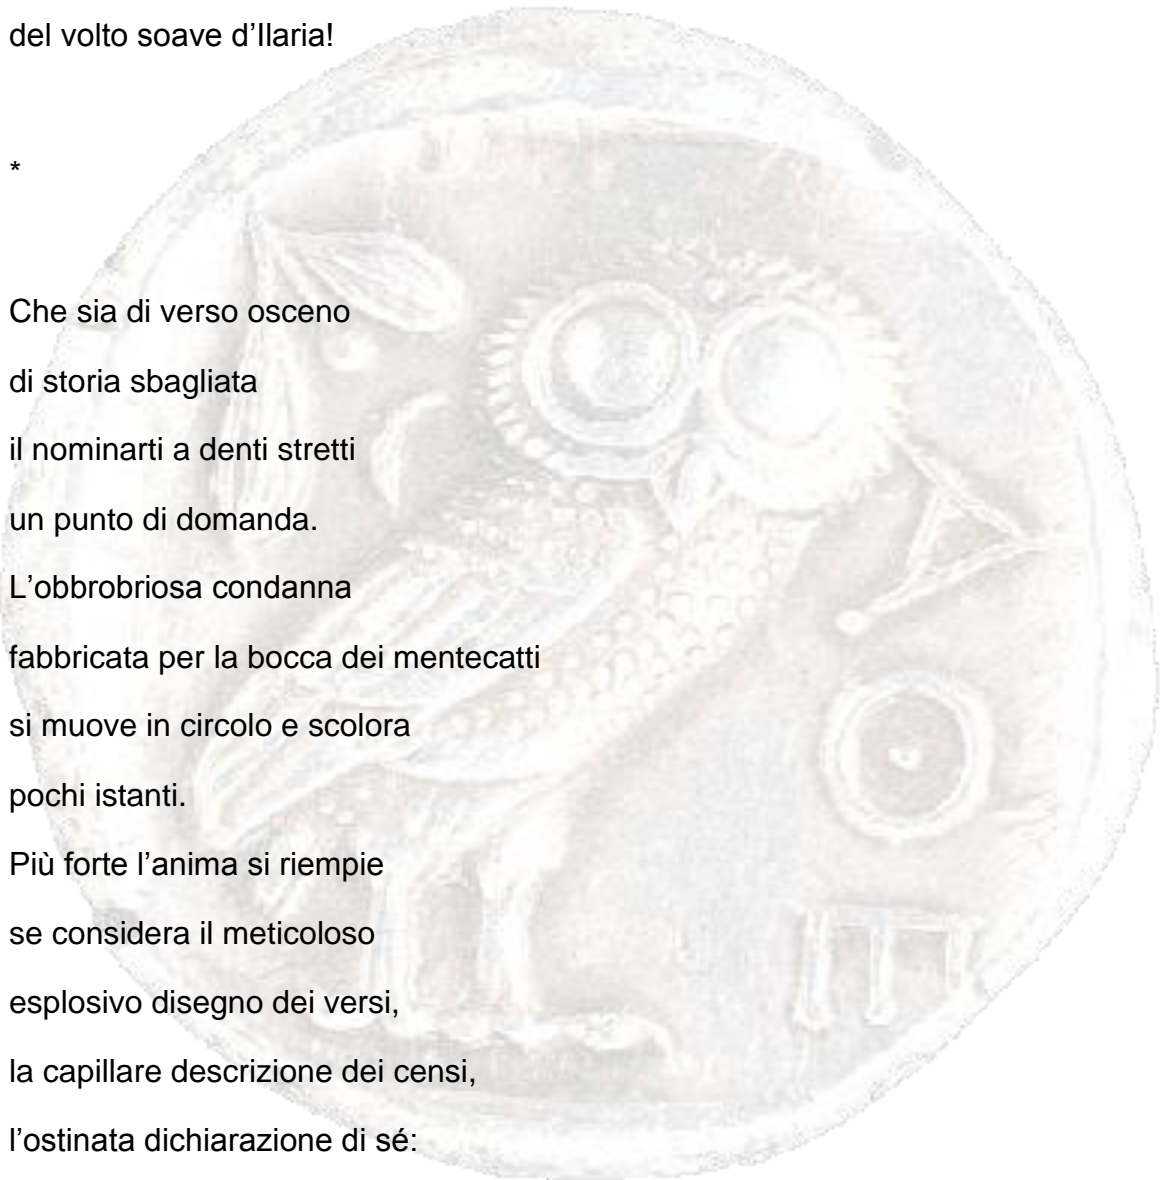 del volto soave d’Ilaria!
*
Che sia di verso osceno
di storia sbagliata
il nominarti a denti stretti
un punto di domanda.
L’obbrobriosa condanna
fabbricata per la bocca dei mentecatti
si muove in circolo e scolora
pochi istanti.
Più forte l’anima si riempie
se considera il meticoloso
esplosivo disegno dei versi,
la capillare descrizione dei censi,
l’ostinata dichiarazione di sé: